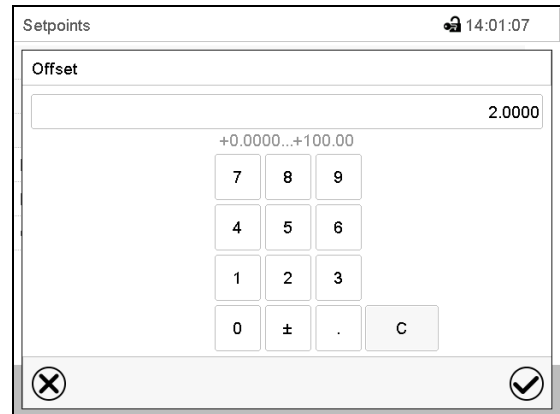 Setpoints 14:01:07
Offset
2.0000
+0.0000...+100.00
7 8 9
4 5 6
1 2 3
0 ± . C